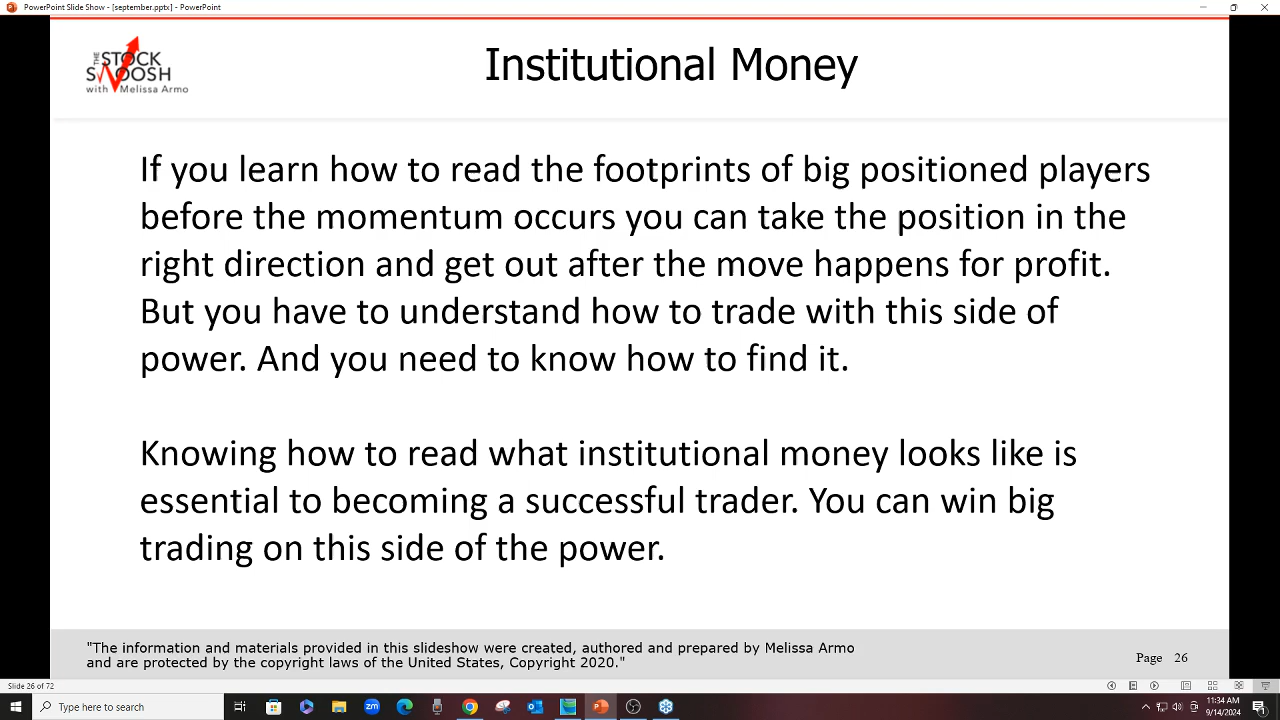 PowerPoint Slide Show - [september.pptx] - PowerPoint
THE
STOCK
SWOOSH
with Melissa Armo
Institutional Money
If you learn how to read the footprints of big positioned players
before the momentum occurs you can take the position in the
right direction and get out after the move happens for profit.
But you have to understand how to trade with this side of
power. And you need to know how to find it.
Knowing how to read what institutional money looks like is
essential to becoming a successful trader. You can win big
trading on this side of the power.
"The information and materials provided in this slideshow were created, authored and prepared by Melissa Armo
and are protected by the copyright laws of the United States, Copyright 2020."
Page 26
Slide 26 of 72
Type here to search
zm
11:34 AM
9/14/2024